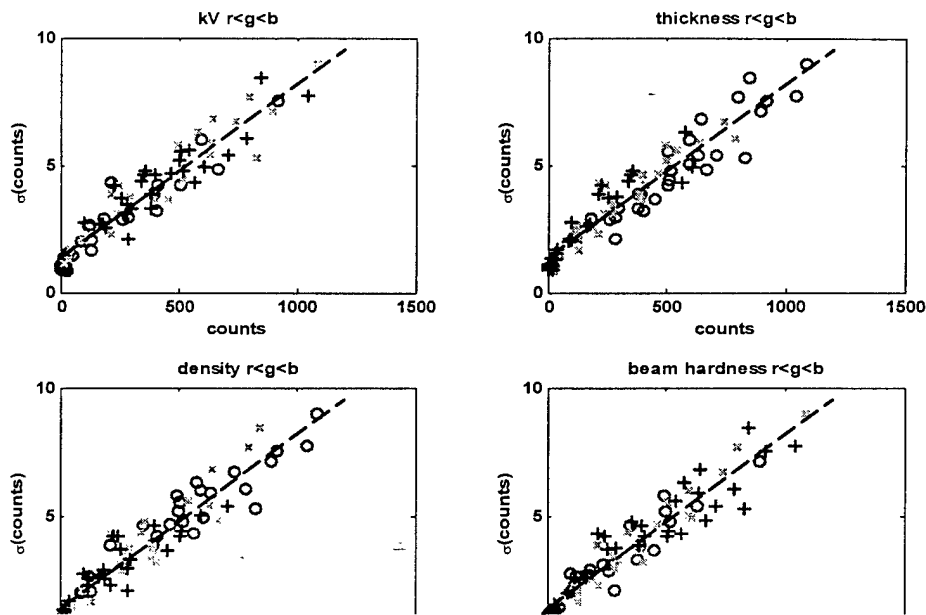 kV r<g<b
thickness r<g<b
10
5
0
σ(counts)
0
500
1000
1500
counts
10
5
0
σ(counts)
0
500
1000
1500
counts
density r<g<b
beam hardness r<g<b
10
5
σ(counts)
10
5
σ(counts)